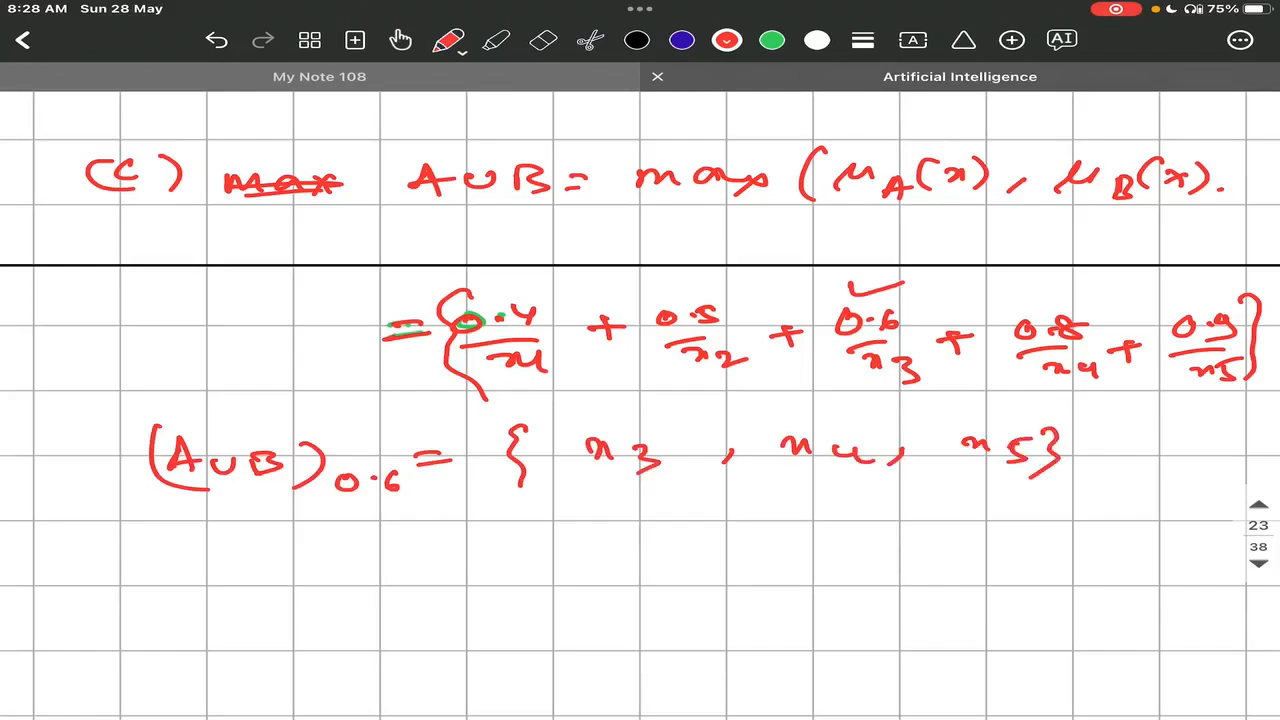 8:28 AM Sun 28 May 75%
My Note 108 Artificial Intelligence
(C) max A∪B = max (μA(x), μB(x).
= { 0.4/x1 + 0.5/x2 + 0.6/x3 + 0.8/x4 + 0.9/x5 }
(A∪B)0.6 = { x3, x4, x5}
23
38